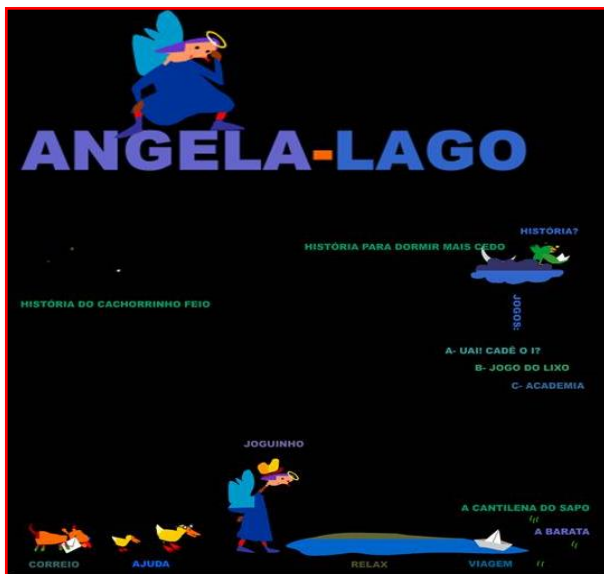 ANGELA-LAGO
HISTÓRIA?
HISTÓRIA PARA DORMIR MAIS CEDO
HISTÓRIA DO CACHORRINHO FEIO
JOGOS:
A- UAI! CADÊ O I?
B- JOGO DO LIXO
C- ACADEMIA
JOGUINHO
A CANTILENA DO SAPO
A BARATA
CORREIO
AJUDA
RELAX
VIAGEM